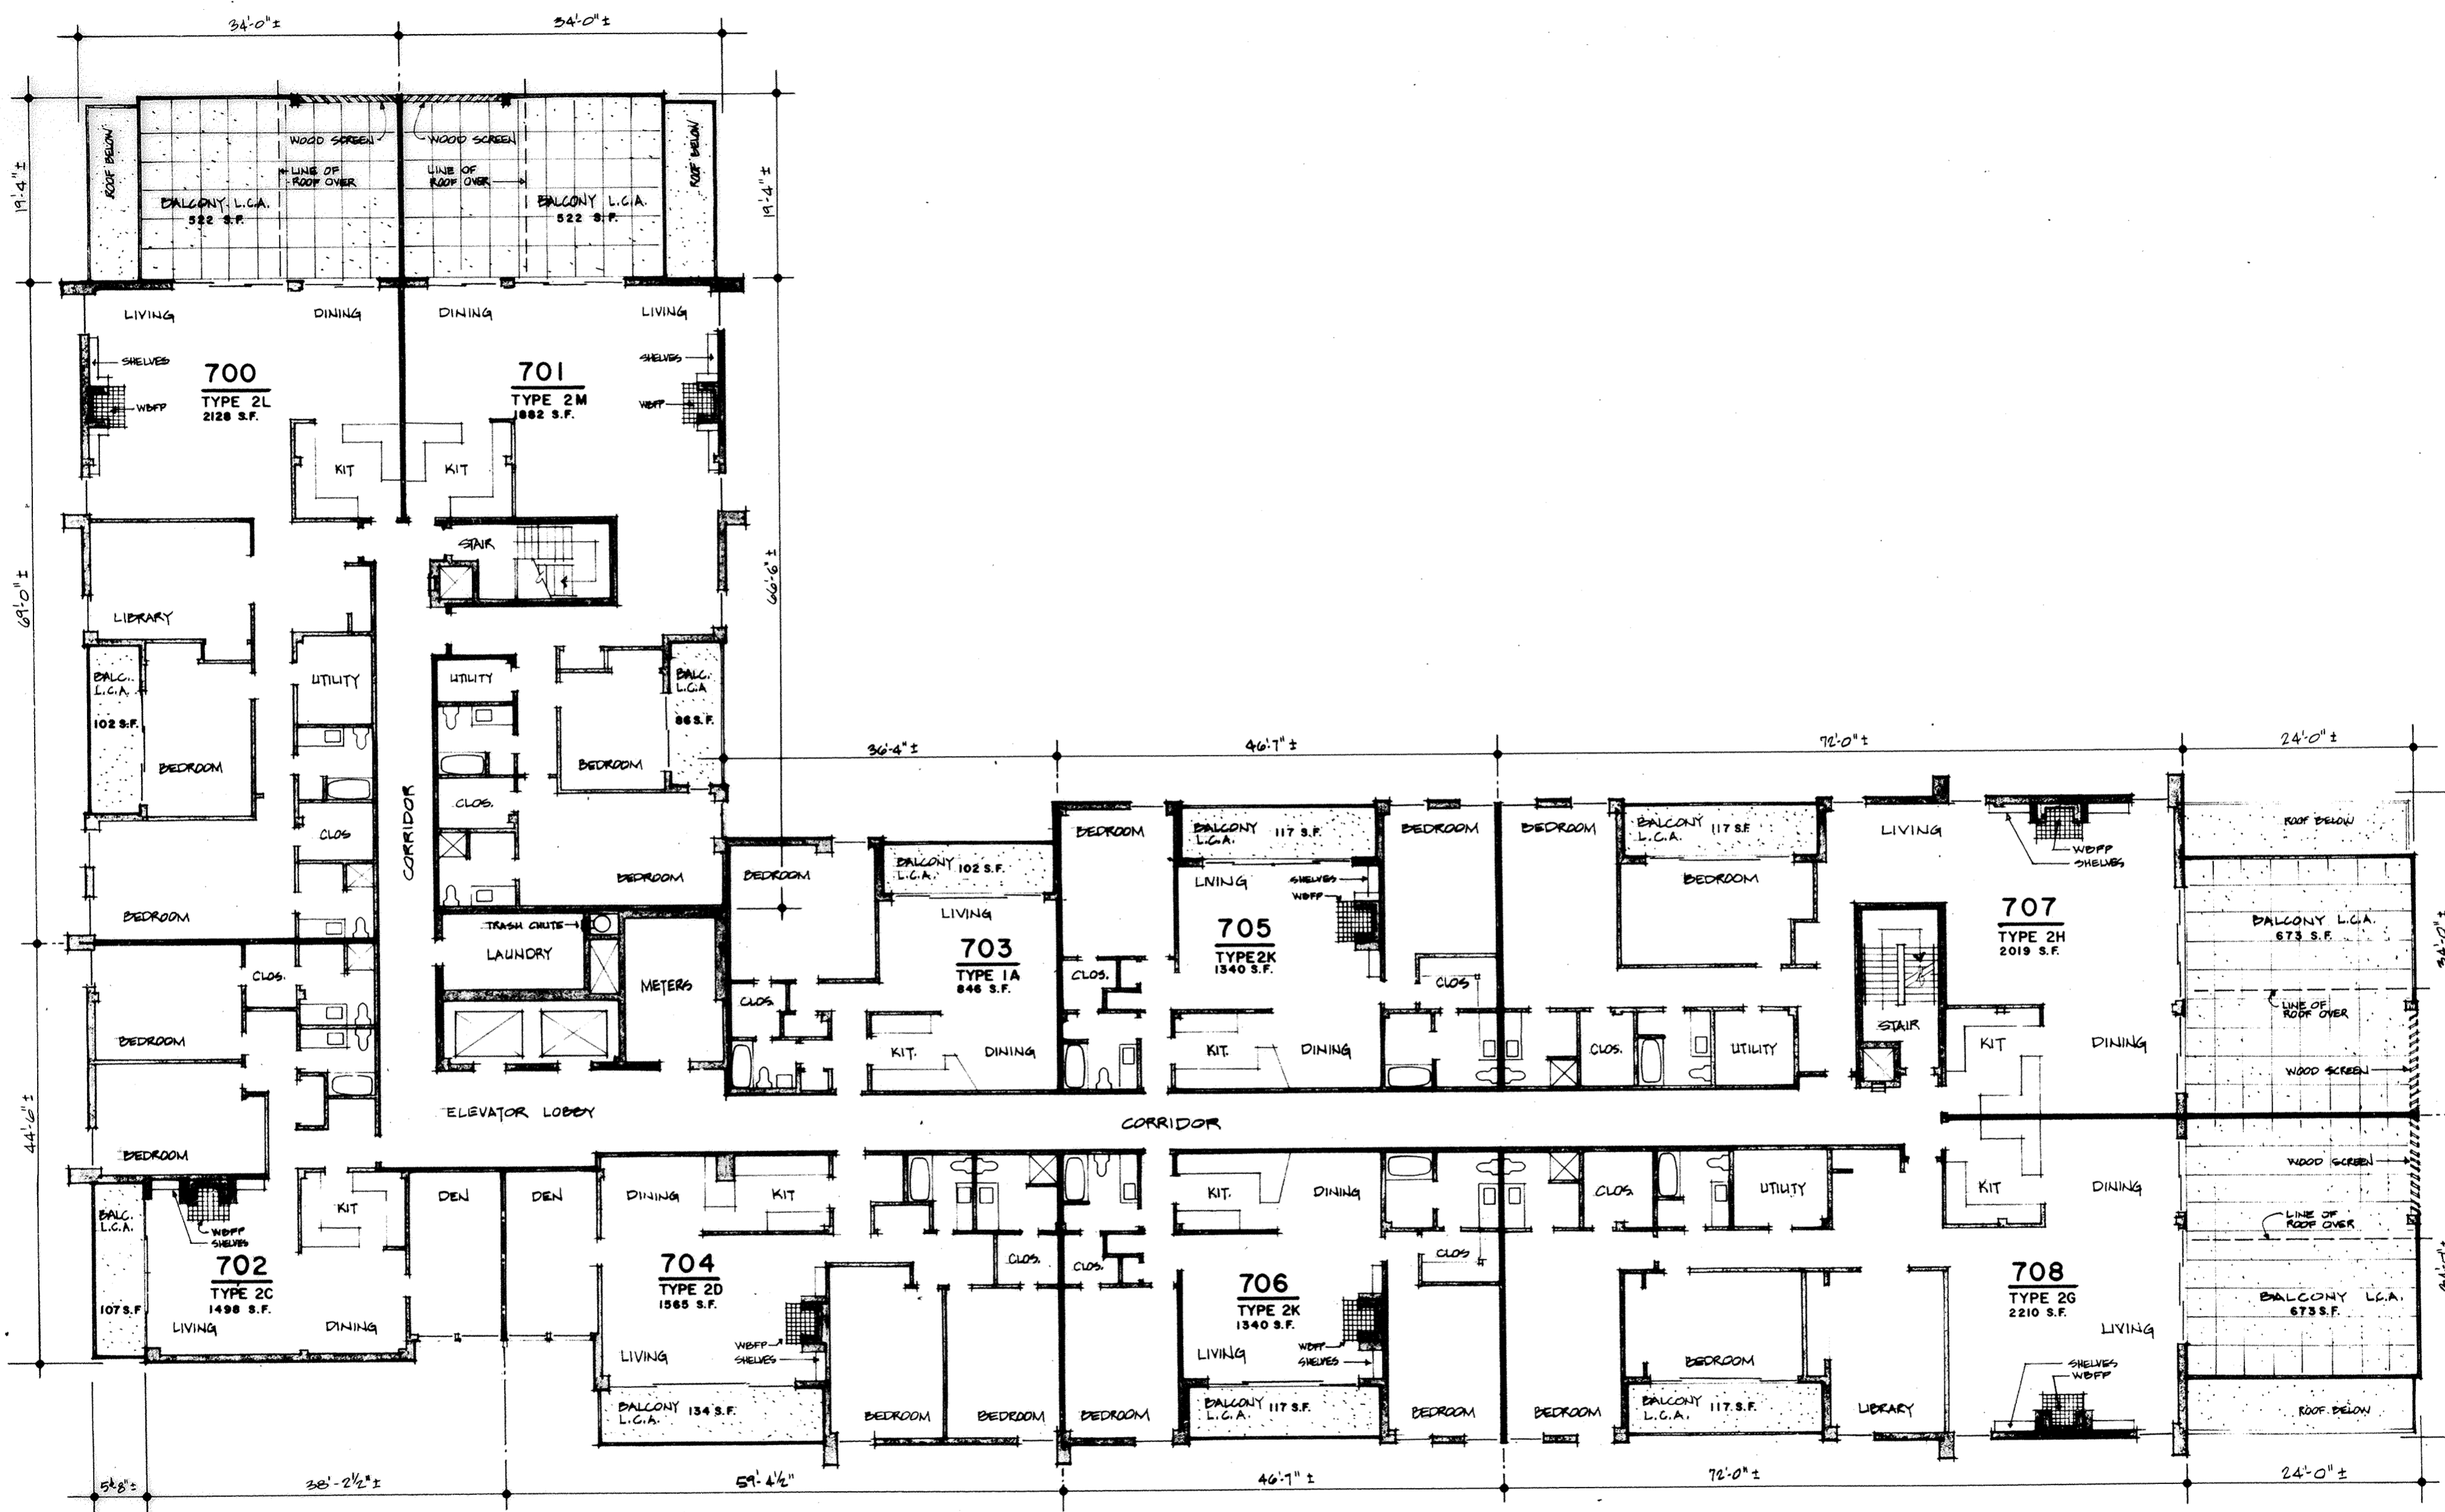 34'-0"±
34'-0"±
19'-4"±
ROOF BELOW
WOOD SCREEN
WOOD SCREEN
ROOF BELOW
19'-4"±
LINE OF
ROOF OVER
LINE OF
ROOF OVER
BALCONY L.C.A.
522 S.F.
BALCONY L.C.A.
522 S.F.
LIVING
DINING
DINING
LIVING
SHELVES
SHELVES
700
TYPE 2L
2128 S.F.
701
TYPE 2M
1882 S.F.
WBFP
WBFP
KIT
KIT
STAIR
69'-0"±
66'-6"±
LIBRARY
BALC.
L.C.A.
102 S.F.
UTILITY
UTILITY
BALC.
L.C.A
86 S.F.
BEDROOM
BEDROOM
CORRIDOR
CLOS.
CLOS
BEDROOM
BEDROOM
36'-4"±
46'-7"±
72'-0"±
24'-0"±
TRASH CHUTE
LAUNDRY
METERS
CLOS.
BEDROOM
BEDROOM
44'-6"±
ELEVATOR LOBBY
BEDROOM
BALCONY
L.C.A.
102 S.F.
LIVING
703
TYPE 1A
846 S.F.
CLOS.
KIT.
DINING
BEDROOM
BALCONY
L.C.A.
117 S.F.
BEDROOM
LIVING
SHELVES
WBFP
705
TYPE 2K
1340 S.F.
CLOS.
CLOS
KIT.
DINING
BEDROOM
BALCONY
L.C.A.
117 S.F
BEDROOM
LIVING
WBFP
SHELVES
ROOF BELOW
707
TYPE 2H
2019 S.F.
BALCONY L.C.A.
673 S.F.
34'-0"±
LINE OF
ROOF OVER
STAIR
CLOS.
UTILITY
KIT
DINING
WOOD SCREEN
CORRIDOR
BALC.
L.C.A.
107 S.F
WBFP
SHELVES
KIT
702
TYPE 2C
1498 S.F.
LIVING
DINING
DEN
DEN
DINING
KIT
704
TYPE 2D
1565 S.F.
CLOS.
WBFP
SHELVES
LIVING
BALCONY
L.C.A.
134 S.F.
BEDROOM
BEDROOM
KIT.
DINING
CLOS.
CLOS
706
TYPE 2K
1340 S.F.
WBFP
SHELVES
LIVING
BEDROOM
BALCONY
L.C.A.
117 S.F.
BEDROOM
CLOS.
UTILITY
KIT
DINING
WOOD SCREEN
LINE OF
ROOF OVER
708
TYPE 2G
2210 S.F.
BALCONY L.C.A.
673 S.F.
LIVING
BEDROOM
SHELVES
WBFP
BEDROOM
BALCONY
L.C.A.
117 S.F.
LIBRARY
ROOF BELOW
5'-8"±
38'-2½"±
59'-4½"
46'-7"±
72'-0"±
24'-0"±